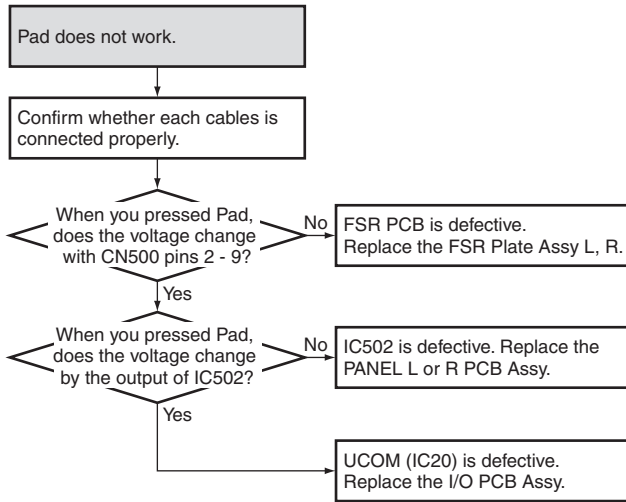 Pad does not work.
Confirm whether each cables is
connected properly.
When you pressed Pad,
does the voltage change
with CN500 pins 2 - 9?
No
FSR PCB is defective.
Replace the FSR Plate Assy L, R.
Yes
When you pressed Pad,
does the voltage change
by the output of IC502?
No
IC502 is defective. Replace the
PANEL L or R PCB Assy.
Yes
UCOM (IC20) is defective.
Replace the I/O PCB Assy.